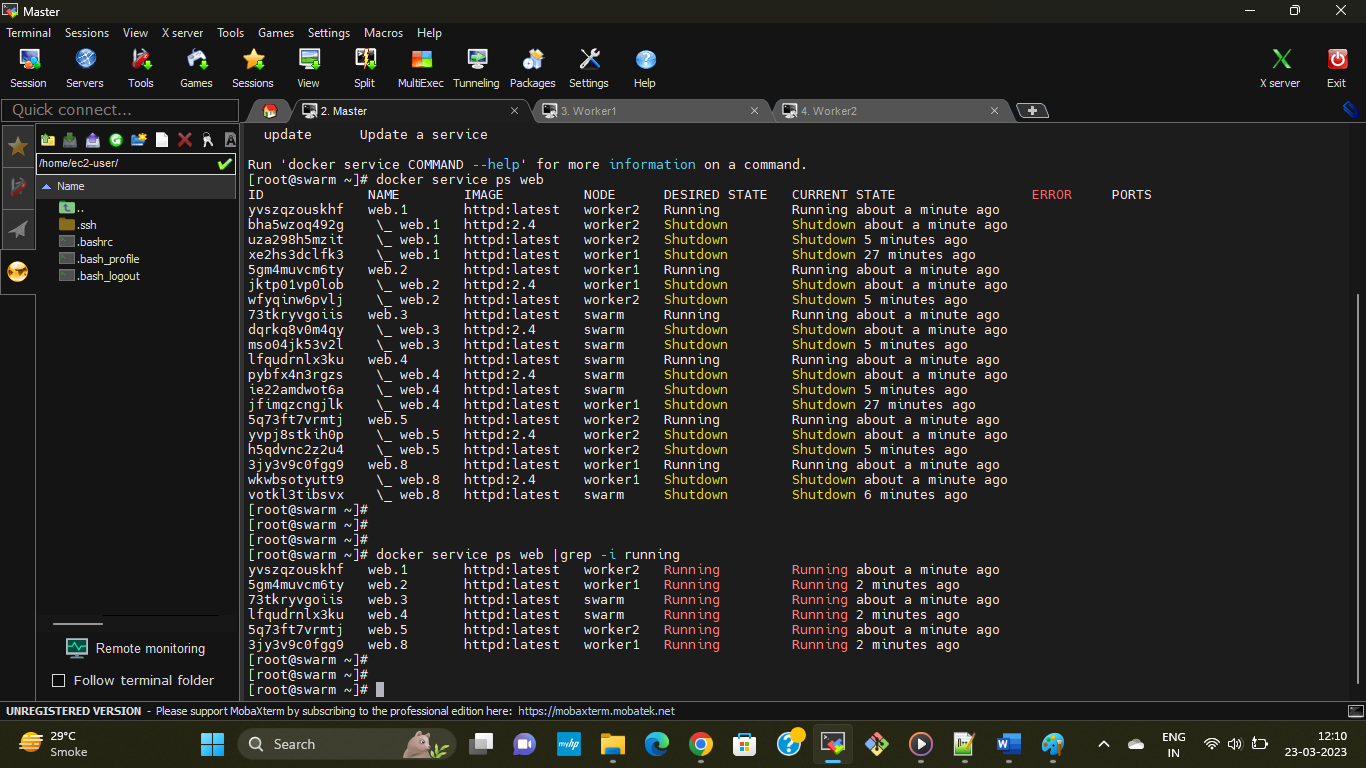 Master
Terminal Sessions View X server Tools Games Settings Macros Help
Session Servers Tools Games Sessions View Split MultiExec Tunneling Packages Settings Help X server Exit
Quick connect...
2. Master
3. Worker1
4. Worker2
/home/ec2-user/
Name
..
.ssh
.bashrc
.bash_profile
.bash_logout
Remote monitoring
Follow terminal folder
update      Update a service
Run 'docker service COMMAND --help' for more information on a command.
[root@swarm ~]# docker service ps web
ID             NAME        IMAGE          NODE      DESIRED STATE   CURRENT STATE                 ERROR     PORTS
yvszqzouskhf   web.1       httpd:latest   worker2   Running         Running about a minute ago
bha5wzoq492g    \_ web.1   httpd:2.4      worker2   Shutdown        Shutdown about a minute ago
uza298h5mzit    \_ web.1   httpd:latest   worker2   Shutdown        Shutdown 5 minutes ago
xe2hs3dclfk3    \_ web.1   httpd:latest   worker1   Shutdown        Shutdown 27 minutes ago
5gm4muvcm6ty   web.2       httpd:latest   worker1   Running         Running about a minute ago
jktp01vp0lob    \_ web.2   httpd:2.4      worker1   Shutdown        Shutdown about a minute ago
wfyqinw6pvlj    \_ web.2   httpd:latest   worker2   Shutdown        Shutdown 5 minutes ago
73tkryvgoiis   web.3       httpd:latest   swarm     Running         Running about a minute ago
dqrkq8v0m4qy    \_ web.3   httpd:2.4      swarm     Shutdown        Shutdown about a minute ago
mso04jk53v2l    \_ web.3   httpd:latest   swarm     Shutdown        Shutdown 5 minutes ago
lfqudrnlx3ku   web.4       httpd:latest   swarm     Running         Running about a minute ago
pybfx4n3rgzs    \_ web.4   httpd:2.4      swarm     Shutdown        Shutdown about a minute ago
ie22amdwot6a    \_ web.4   httpd:latest   swarm     Shutdown        Shutdown 5 minutes ago
jfimqzcngjlk    \_ web.4   httpd:latest   worker1   Shutdown        Shutdown 27 minutes ago
5q73ft7vrmtj   web.5       httpd:latest   worker2   Running         Running about a minute ago
yvpj8stkih0p    \_ web.5   httpd:2.4      worker2   Shutdown        Shutdown about a minute ago
h5qdvnc2z2u4    \_ web.5   httpd:latest   worker2   Shutdown        Shutdown 5 minutes ago
3jy3v9c0fgg9   web.8       httpd:latest   worker1   Running         Running about a minute ago
wkwbsotyutt9    \_ web.8   httpd:2.4      worker1   Shutdown        Shutdown about a minute ago
votkl3tibsvx    \_ web.8   httpd:latest   swarm     Shutdown        Shutdown 6 minutes ago
[root@swarm ~]#
[root@swarm ~]#
[root@swarm ~]#
[root@swarm ~]# docker service ps web |grep -i running
yvszqzouskhf   web.1       httpd:latest   worker2   Running         Running about a minute ago
5gm4muvcm6ty   web.2       httpd:latest   worker1   Running         Running 2 minutes ago
73tkryvgoiis   web.3       httpd:latest   swarm     Running         Running about a minute ago
lfqudrnlx3ku   web.4       httpd:latest   swarm     Running         Running 2 minutes ago
5q73ft7vrmtj   web.5       httpd:latest   worker2   Running         Running about a minute ago
3jy3v9c0fgg9   web.8       httpd:latest   worker1   Running         Running 2 minutes ago
[root@swarm ~]#
[root@swarm ~]#
[root@swarm ~]#
UNREGISTERED VERSION - Please support MobaXterm by subscribing to the professional edition here: https://mobaxterm.mobatek.net
29°C
Smoke
Search
myhp
ENG
IN
12:10
23-03-2023